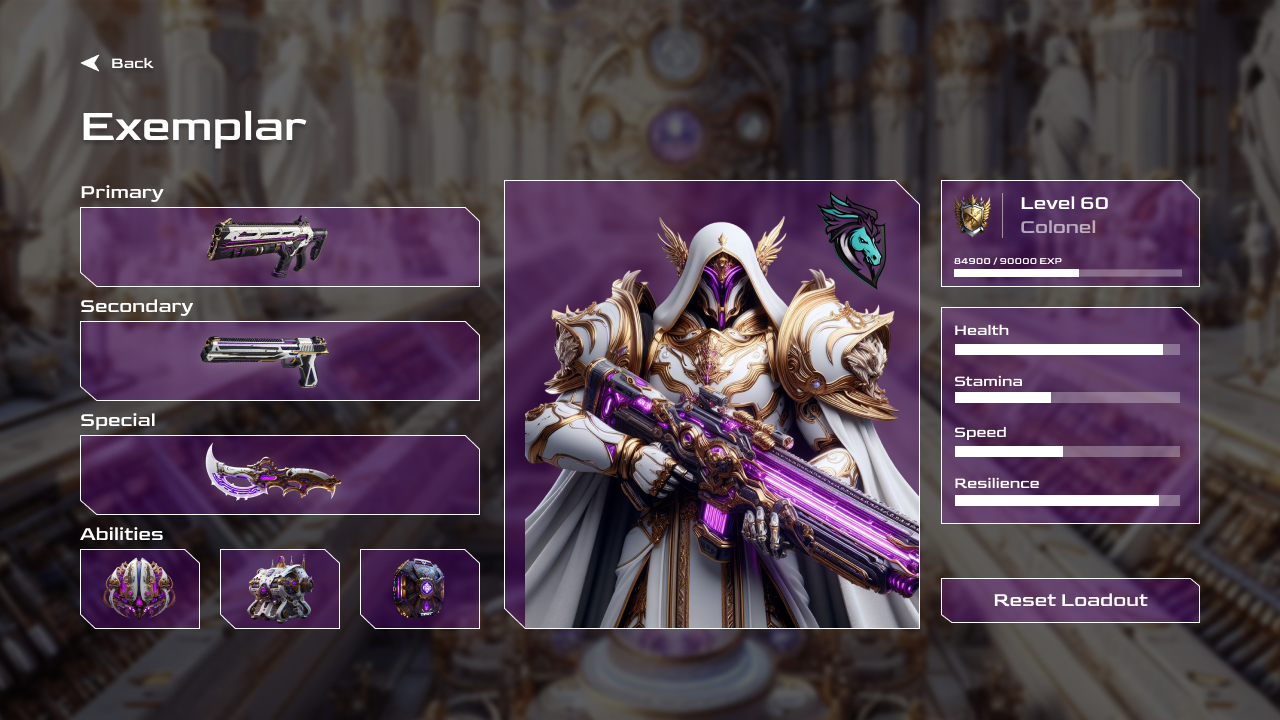 Back
Exemplar
Primary
Secondary
Special
Abilities
Level 60
Colonel
84900 / 90000 EXP
Health
Stamina
Speed
Resilience
Reset Loadout